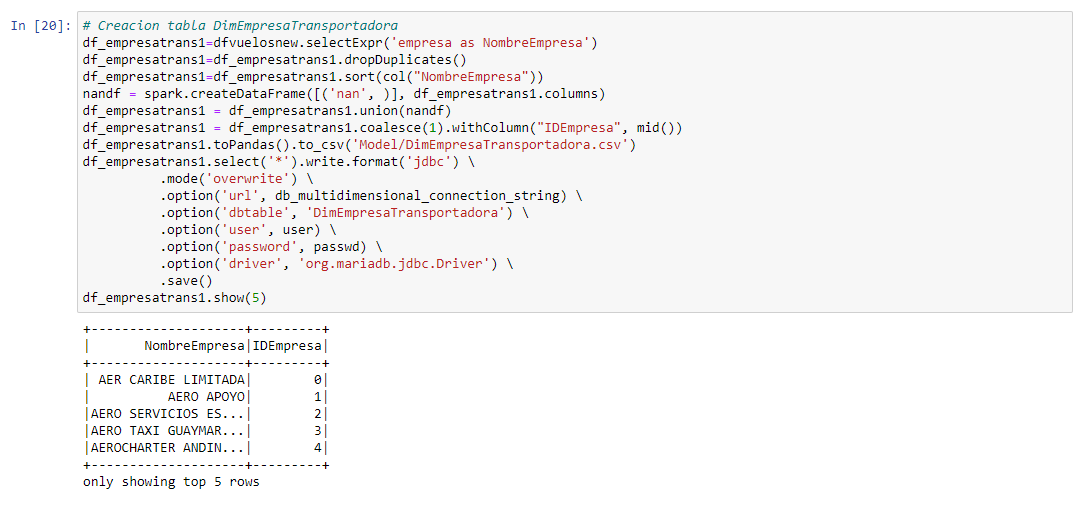 In [20]:
# Creacion tabla DimEmpresaTransportadora
df_empresatrans1=dfvuelosnew.selectExpr('empresa as NombreEmpresa')
df_empresatrans1=df_empresatrans1.dropDuplicates()
df_empresatrans1=df_empresatrans1.sort(col("NombreEmpresa"))
nandf = spark.createDataFrame([('nan', )], df_empresatrans1.columns)
df_empresatrans1 = df_empresatrans1.union(nandf)
df_empresatrans1 = df_empresatrans1.coalesce(1).withColumn("IDEmpresa", mid())
df_empresatrans1.toPandas().to_csv('Model/DimEmpresaTransportadora.csv')
df_empresatrans1.select('*').write.format('jdbc') \
          .mode('overwrite') \
          .option('url', db_multidimensional_connection_string) \
          .option('dbtable', 'DimEmpresaTransportadora') \
          .option('user', user) \
          .option('password', passwd) \
          .option('driver', 'org.mariadb.jdbc.Driver') \
          .save()
df_empresatrans1.show(5)
+--------------------+---------+
|       NombreEmpresa|IDEmpresa|
+--------------------+---------+
| AER CARIBE LIMITADA|        0|
|          AERO APOYO|        1|
|AERO SERVICIOS ES...|        2|
|AERO TAXI GUAYMAR...|        3|
|AEROCHARTER ANDIN...|        4|
+--------------------+---------+
only showing top 5 rows